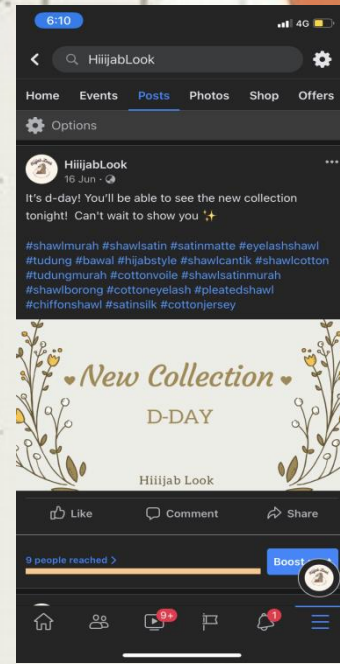 6:10
4G
HiiijabLook
Home Events Posts Photos Shop Offers
Options
HiiijabLook
16 Jun
It's d-day! You'll be able to see the new collection
tonight! Can't wait to show you ✨
#shawlmurah #shawlsatin #satinmatte #eyelashshawl
#tudung #bawal #hijabstyle #shawlcantik #shawlcotton
#tudungmurah #cottonvoile #shawlsatinmurah
#shawlborong #cottoneyelash #pleatedshawl
#chiffonshawl #satinsilk #cottonjersey
New Collection
D-DAY
Hiiijab Look
Like Comment Share
9 people reached >
Boost
9+
1